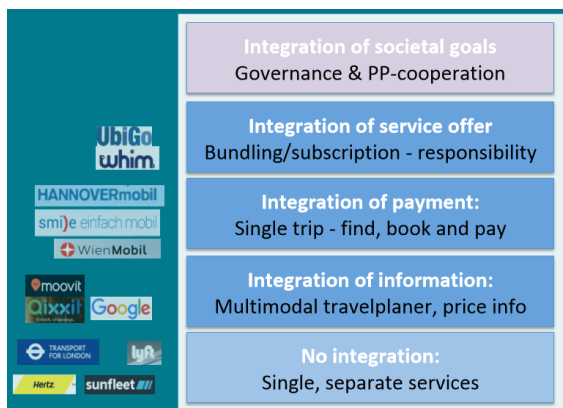 Integration of societal goals
Governance & PP-cooperation
UbiGo
whim
Integration of service offer
Bundling/subscription - responsibility
HANNOVERmobil
smi)e einfach mobil
WienMobil
Integration of payment:
Single trip - find, book and pay
moovit
Qixxit
Google
Integration of information:
Multimodal travelplaner, price info
TRANSPORT
FOR LONDON
lyft
Hertz
sunfleet
No integration:
Single, separate services